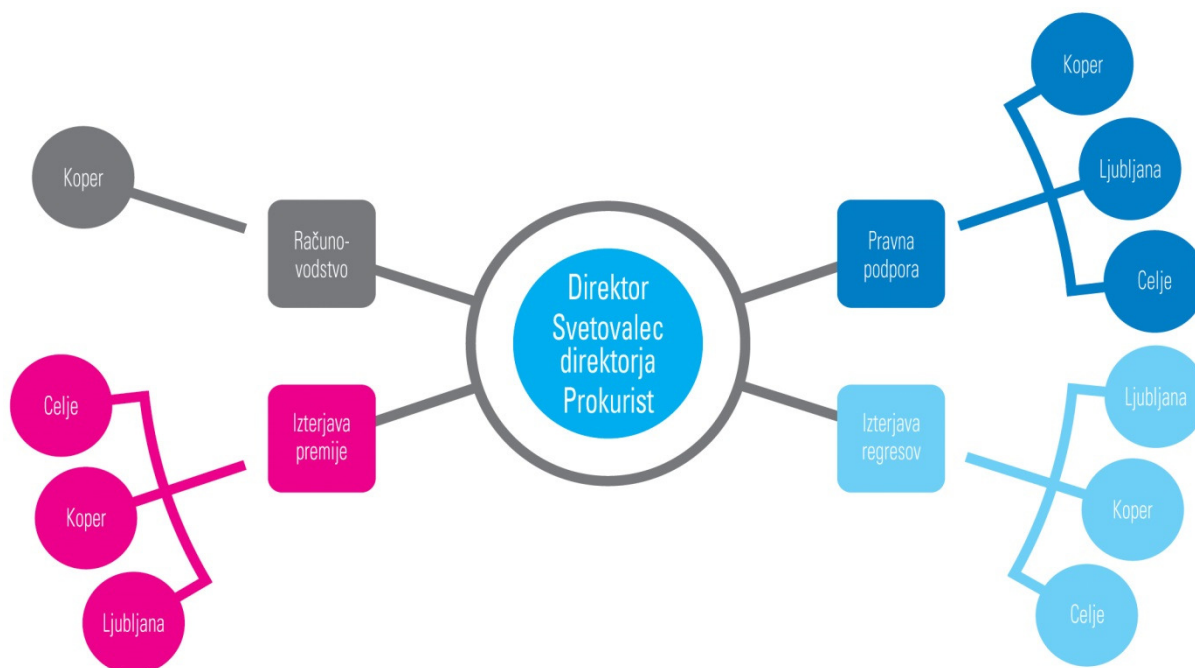 Koper
Računo-
vodstvo
Celje
Koper
Ljubljana
Izterjava
premije
Direktor
Svetovalec
direktorja
Prokurist
Pravna
podpora
Koper
Ljubljana
Celje
Izterjava
regresov
Ljubljana
Koper
Celje